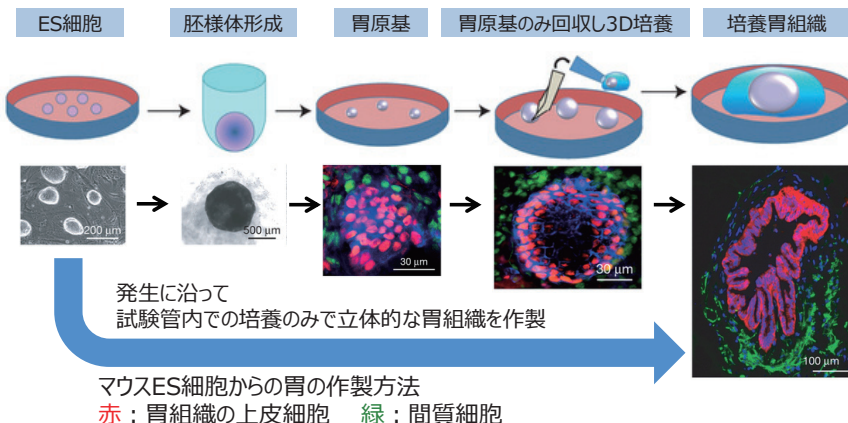 ES細胞
胚様体形成
胃原基
胃原基のみ回収し3D培養
培養胃組織
200 μm
500 μm
30 μm
30 μm
100 μm
発生に沿って
試験管内での培養のみで立体的な胃組織を作製
マウスES細胞からの胃の作製方法
赤：胃組織の上皮細胞　緑：間質細胞